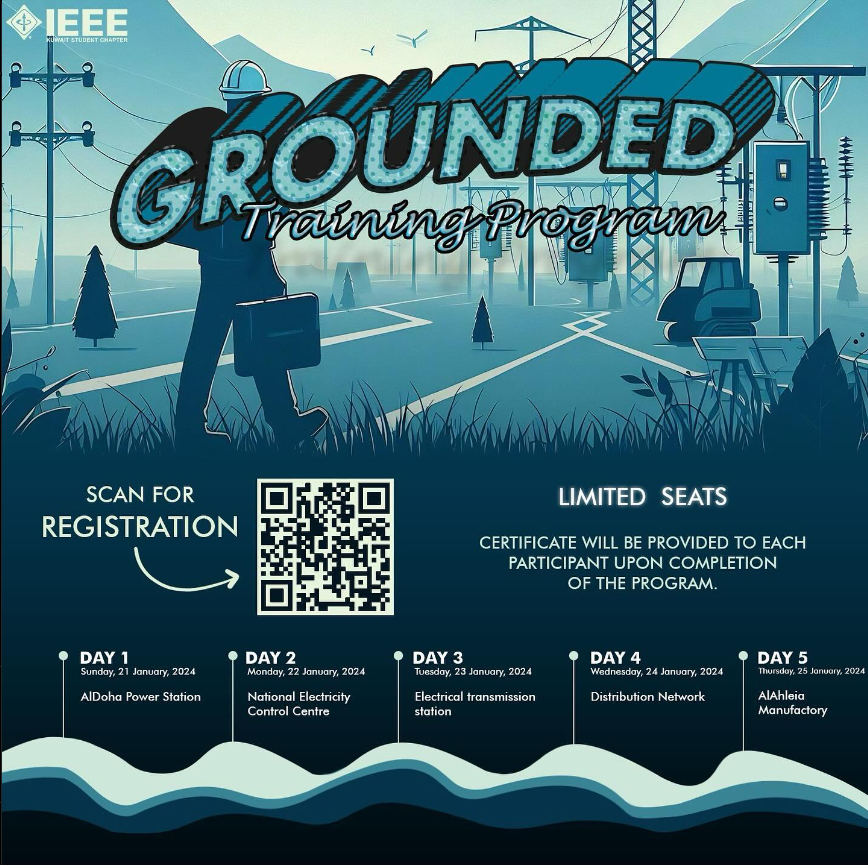 IEEE
KUWAIT STUDENT CHAPTER
GROUNDED
Training Program
SCAN FOR
REGISTRATION
LIMITED SEATS
CERTIFICATE WILL BE PROVIDED TO EACH
PARTICIPANT UPON COMPLETION
OF THE PROGRAM.
DAY 1
Sunday, 21 January, 2024
AlDoha Power Station
DAY 2
Monday, 22 January, 2024
National Electricity
Control Centre
DAY 3
Tuesday, 23 January, 2024
Electrical transmission
station
DAY 4
Wednesday, 24 January, 2024
Distribution Network
DAY 5
Thursday, 25 January, 2024
AlAhleia
Manufactory